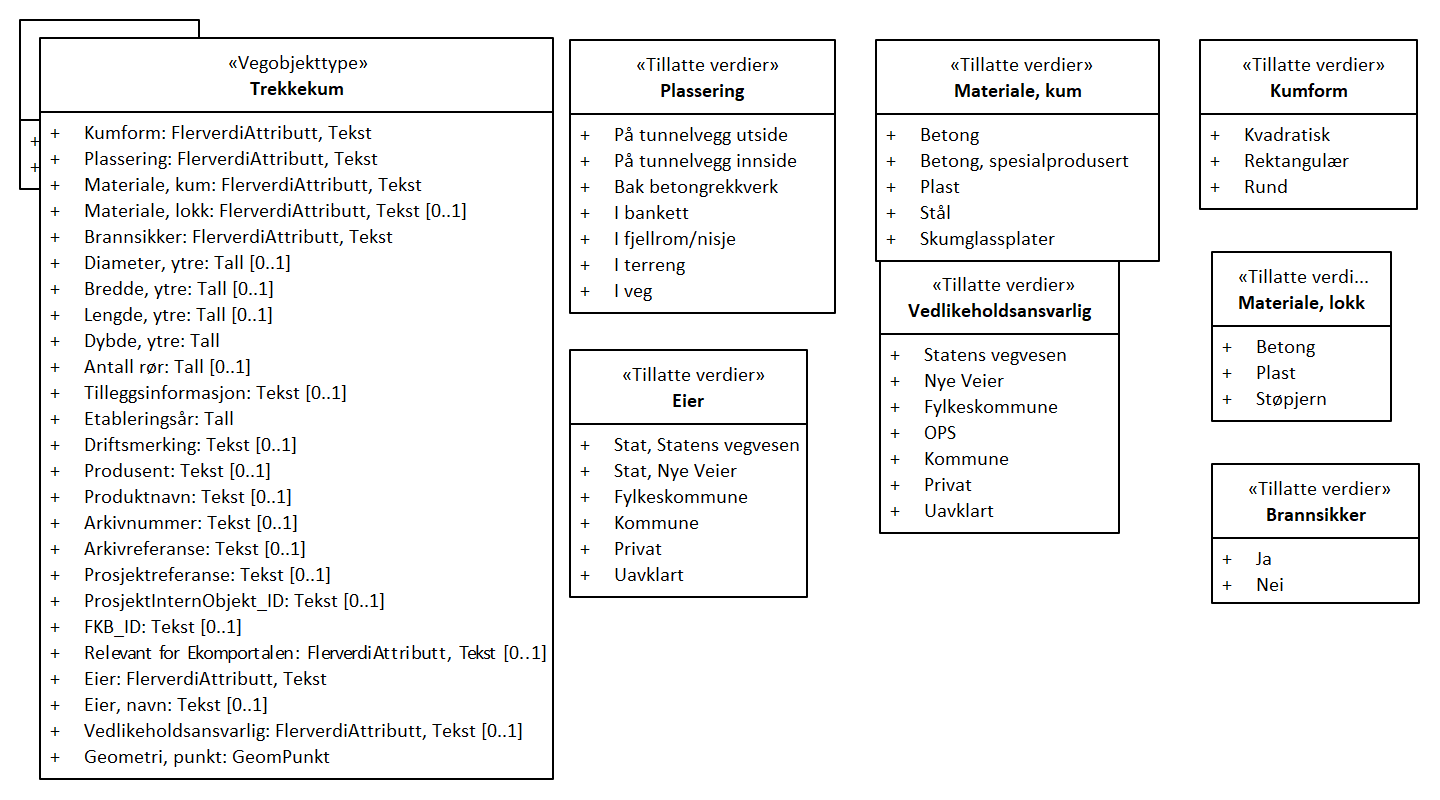 «Vegobjekttype»
Trekkekum
+ Kumform: FlerverdiAttributt, Tekst
+ Plassering: FlerverdiAttributt, Tekst
+ Materiale, kum: FlerverdiAttributt, Tekst
+ Materiale, lokk: FlerverdiAttributt, Tekst [0..1]
+ Brannsikker: FlerverdiAttributt, Tekst
+ Diameter, ytre: Tall [0..1]
+ Bredde, ytre: Tall [0..1]
+ Lengde, ytre: Tall [0..1]
+ Dybde, ytre: Tall
+ Antall rør: Tall [0..1]
+ Tilleggsinformasjon: Tekst [0..1]
+ Etableringsår: Tall
+ Driftsmerking: Tekst [0..1]
+ Produsent: Tekst [0..1]
+ Produktnavn: Tekst [0..1]
+ Arkivnummer: Tekst [0..1]
+ Arkivreferanse: Tekst [0..1]
+ Prosjektreferanse: Tekst [0..1]
+ ProsjektInternObjekt_ID: Tekst [0..1]
+ FKB_ID: Tekst [0..1]
+ Relevant for Ekomportalen: FlerverdiAttributt, Tekst [0..1]
+ Eier: FlerverdiAttributt, Tekst
+ Eier, navn: Tekst [0..1]
+ Vedlikeholdsansvarlig: FlerverdiAttributt, Tekst [0..1]
+ Geometri, punkt: GeomPunkt
+
+
«Tillatte verdier»
Plassering
+ På tunnelvegg utside
+ På tunnelvegg innside
+ Bak betongrekkverk
+ I bankett
+ I fjellrom/nisje
+ I terreng
+ I veg
«Tillatte verdier»
Eier
+ Stat, Statens vegvesen
+ Stat, Nye Veier
+ Fylkeskommune
+ Kommune
+ Privat
+ Uavklart
«Tillatte verdier»
Materiale, kum
+ Betong
+ Betong, spesialprodusert
+ Plast
+ Stål
+ Skumglassplater
«Tillatte verdier»
Vedlikeholdsansvarlig
+ Statens vegvesen
+ Nye Veier
+ Fylkeskommune
+ OPS
+ Kommune
+ Privat
+ Uavklart
«Tillatte verdier»
Kumform
+ Kvadratisk
+ Rektangulær
+ Rund
«Tillatte verdi...
Materiale, lokk
+ Betong
+ Plast
+ Støpjern
«Tillatte verdier»
Brannsikker
+ Ja
+ Nei